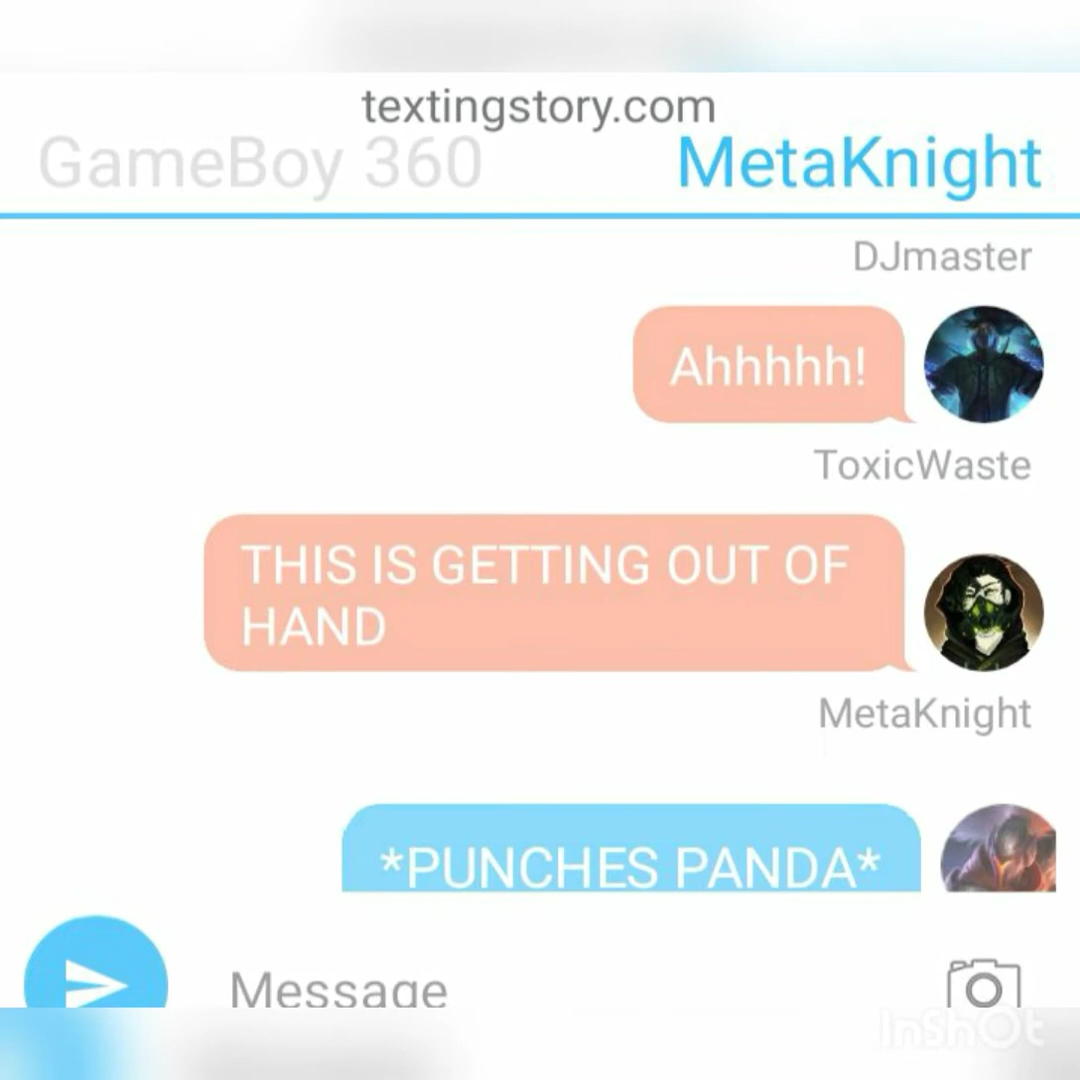 textingstory.com
GameBoy 360 MetaKnight
DJmaster
Ahhhhh!
ToxicWaste
THIS IS GETTING OUT OF
HAND
MetaKnight
*PUNCHES PANDA*
Message
InShOt